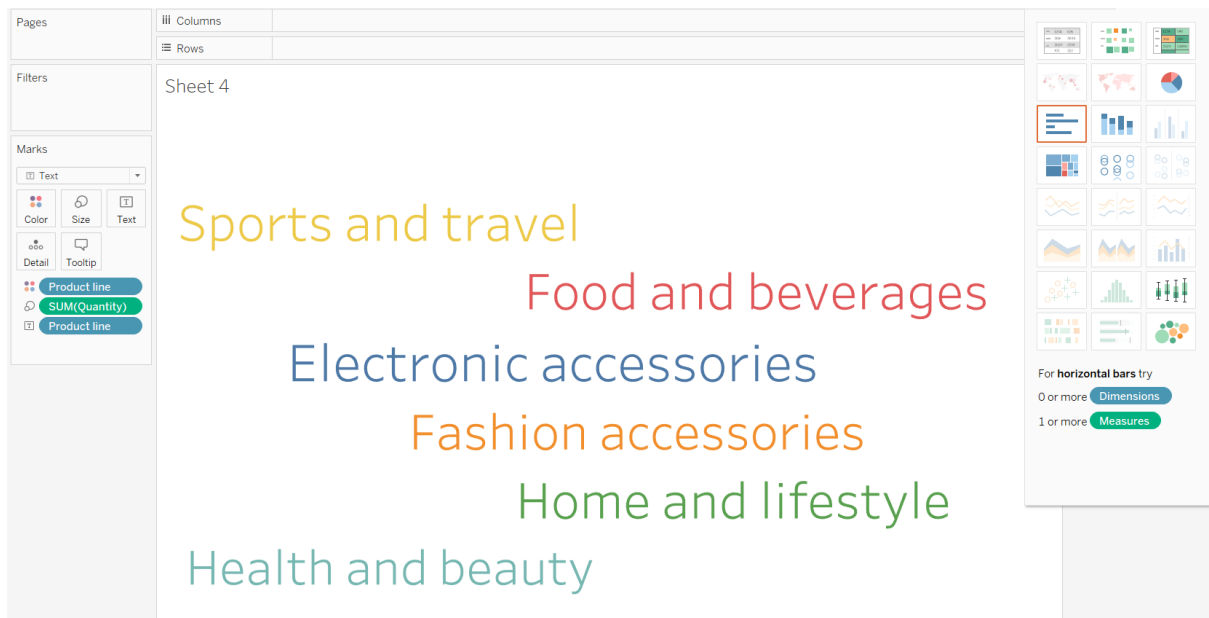 Pages
Columns
Rows
Filters
Sheet 4
Marks
Text
Color Size Text
Detail Tooltip
Product line
SUM(Quantity)
Product line
Sports and travel
Food and beverages
Electronic accessories
Fashion accessories
Home and lifestyle
Health and beauty
For horizontal bars try
0 or more Dimensions
1 or more Measures